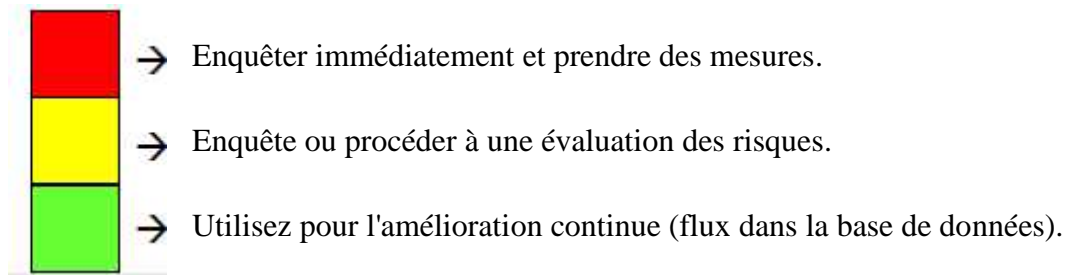 → Enquêter immédiatement et prendre des mesures.
→ Enquête ou procéder à une évaluation des risques.
→ Utilisez pour l'amélioration continue (flux dans la base de données).